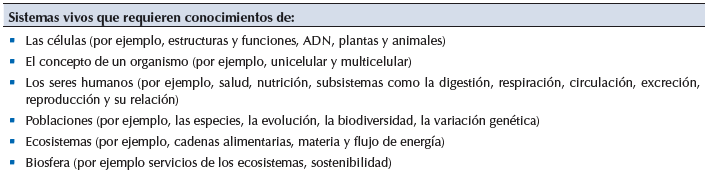 Sistemas vivos que requieren conocimientos de:
▪ Las células (por ejemplo, estructuras y funciones, ADN, plantas y animales)
▪ El concepto de un organismo (por ejemplo, unicelular y multicelular)
▪ Los seres humanos (por ejemplo, salud, nutrición, subsistemas como la digestión, respiración, circulación, excreción,
reproducción y su relación)
▪ Poblaciones (por ejemplo, las especies, la evolución, la biodiversidad, la variación genética)
▪ Ecosistemas (por ejemplo, cadenas alimentarias, materia y flujo de energía)
▪ Biosfera (por ejemplo servicios de los ecosistemas, sostenibilidad)